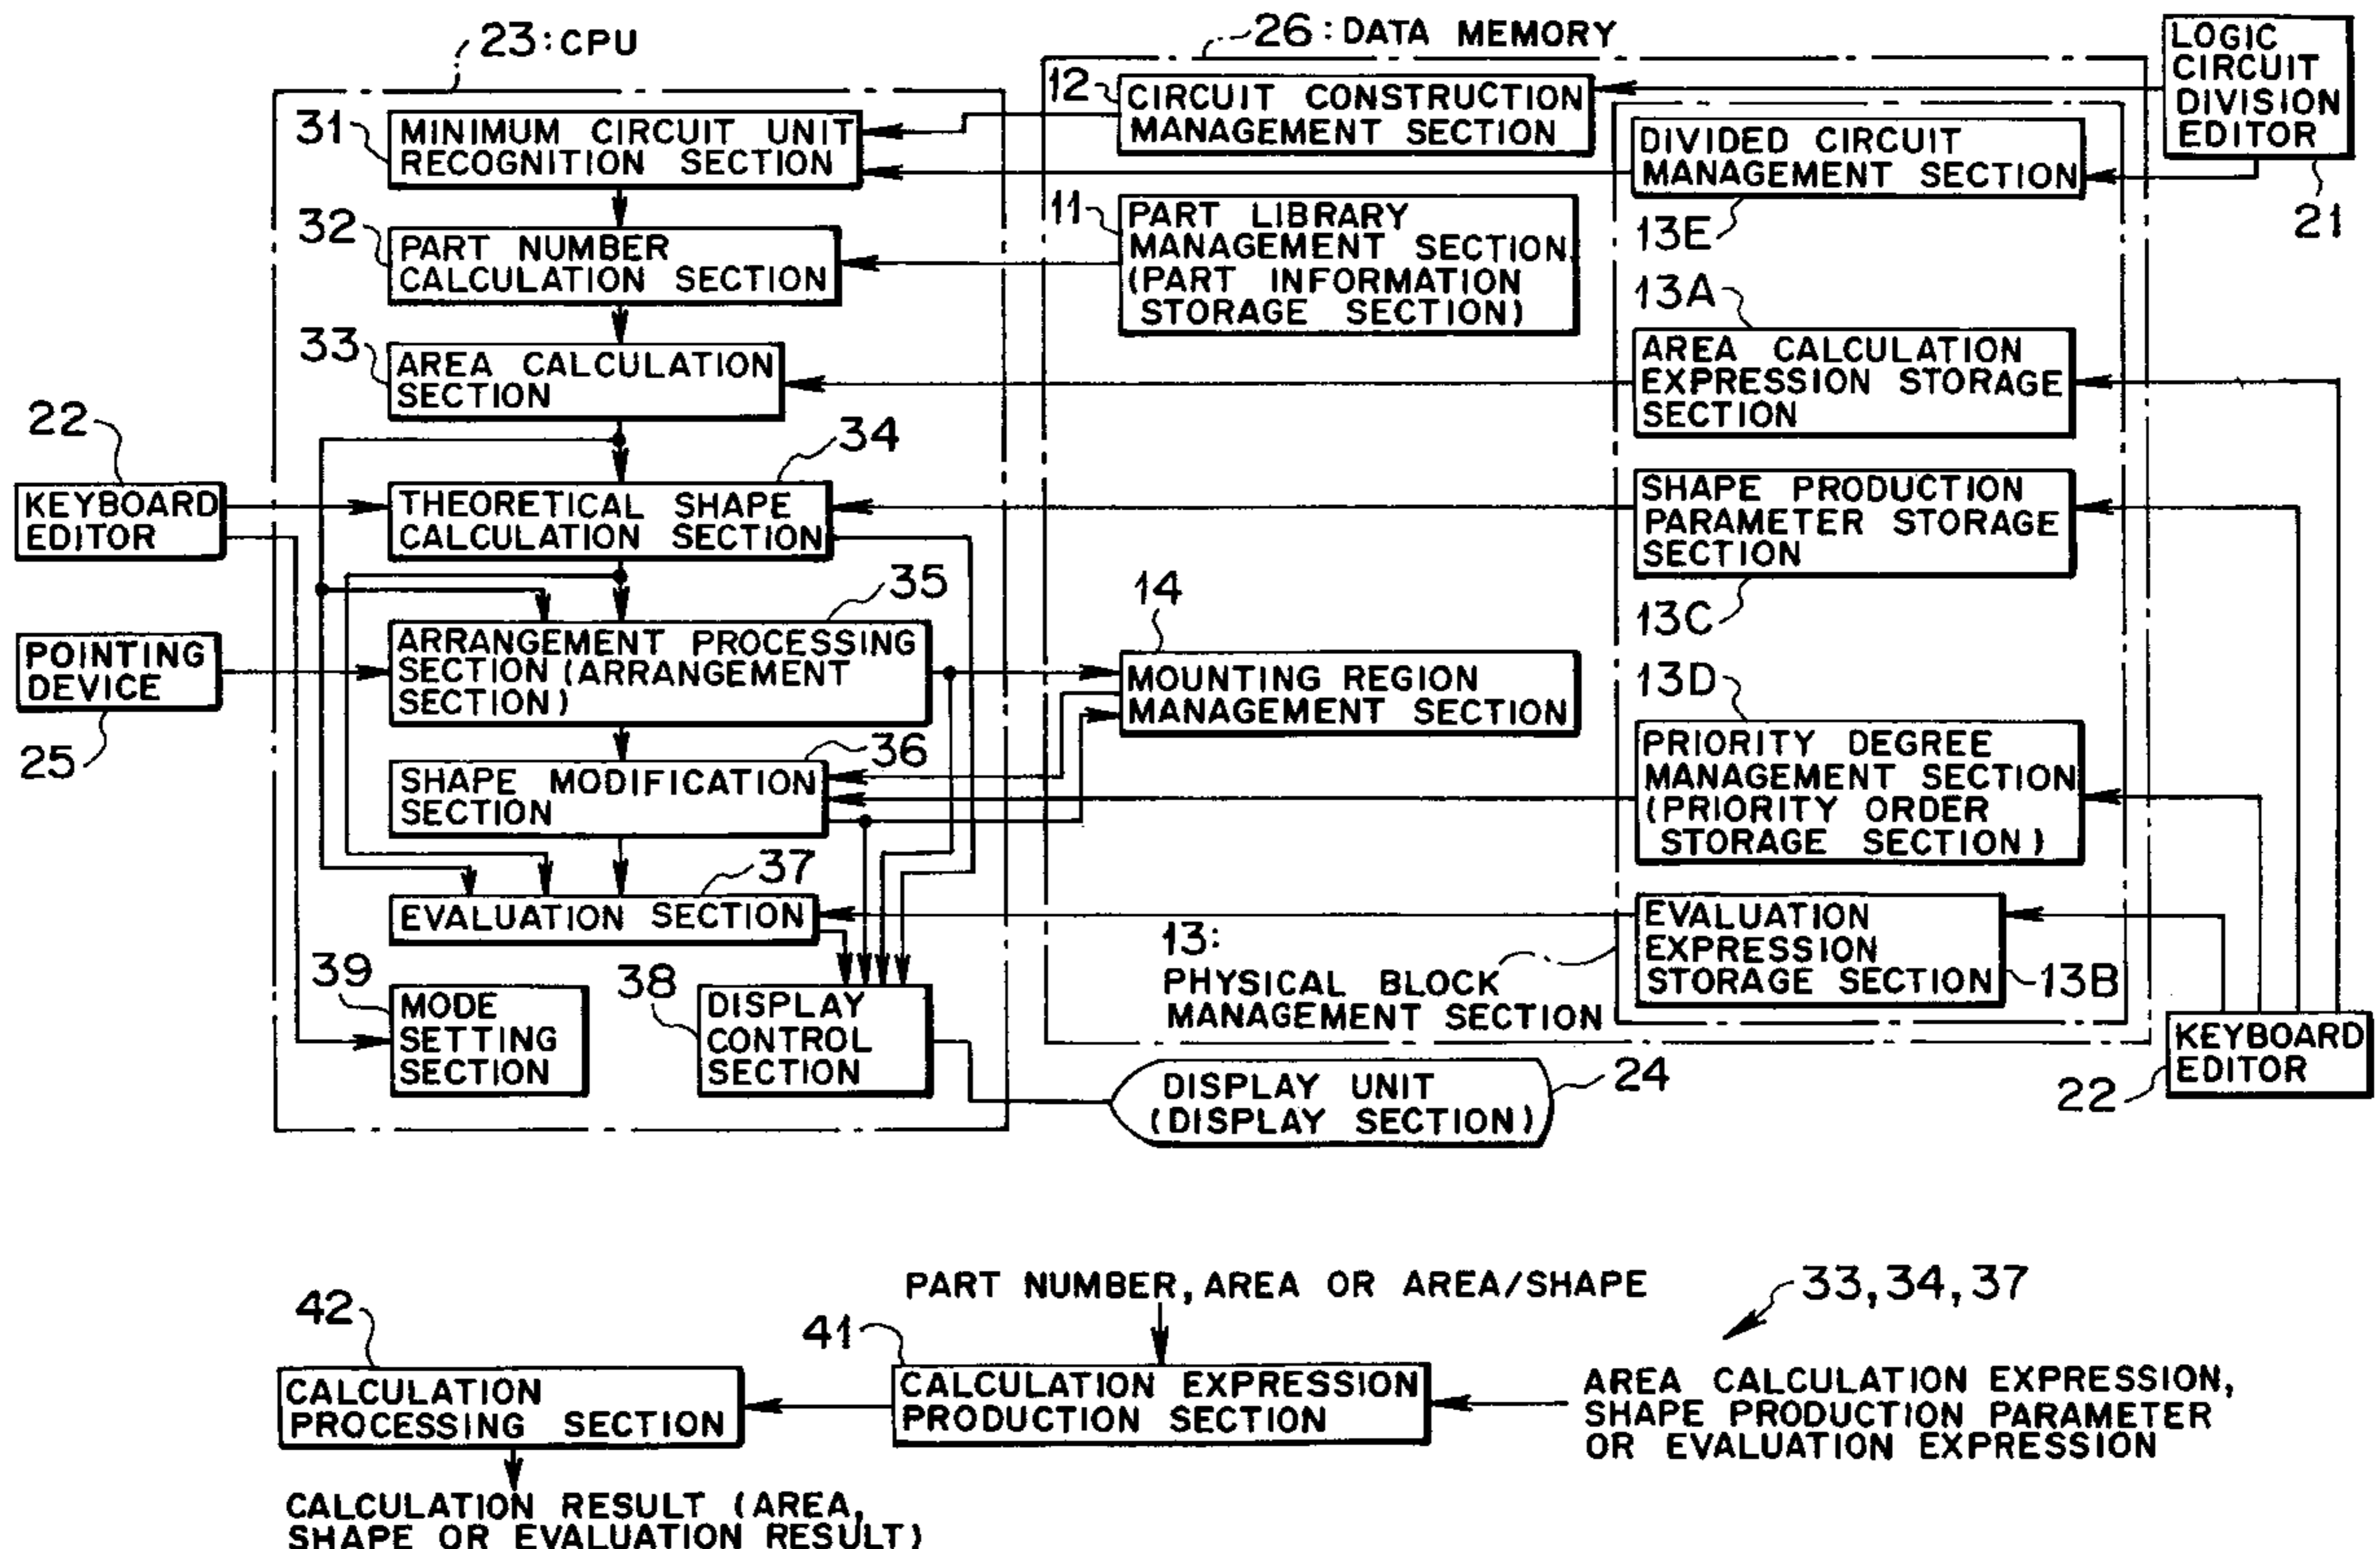 23:CPU
26:DATA MEMORY
LOGIC
CIRCUIT
DIVISION
EDITOR
21
31
MINIMUM CIRCUIT UNIT
RECOGNITION SECTION
12
CIRCUIT CONSTRUCTION
MANAGEMENT SECTION
DIVIDED CIRCUIT
MANAGEMENT SECTION
13E
32
PART NUMBER
CALCULATION SECTION
11
PART LIBRARY
MANAGEMENT SECTION
(PART INFORMATION
STORAGE SECTION)
13A
33
AREA CALCULATION
SECTION
AREA CALCULATION
EXPRESSION STORAGE
SECTION
22
KEYBOARD
EDITOR
34
THEORETICAL SHAPE
CALCULATION SECTION
SHAPE PRODUCTION
PARAMETER STORAGE
SECTION
13C
35
POINTING
DEVICE
25
ARRANGEMENT PROCESSING
SECTION (ARRANGEMENT
SECTION)
14
MOUNTING REGION
MANAGEMENT SECTION
13D
36
SHAPE MODIFICATION
SECTION
PRIORITY DEGREE
MANAGEMENT SECTION
(PRIORITY ORDER
STORAGE SECTION)
37
EVALUATION SECTION
13:
PHYSICAL BLOCK
MANAGEMENT SECTION
EVALUATION
EXPRESSION
STORAGE SECTION
13B
39
MODE
SETTING
SECTION
38
DISPLAY
CONTROL
SECTION
DISPLAY UNIT
(DISPLAY SECTION)
24
KEYBOARD
EDITOR
22
PART NUMBER, AREA OR AREA/SHAPE
33,34,37
42
CALCULATION
PROCESSING SECTION
41
CALCULATION EXPRESSION
PRODUCTION SECTION
AREA CALCULATION EXPRESSION,
SHAPE PRODUCTION PARAMETER
OR EVALUATION EXPRESSION
CALCULATION RESULT (AREA,
SHAPE OR EVALUATION RESULT)